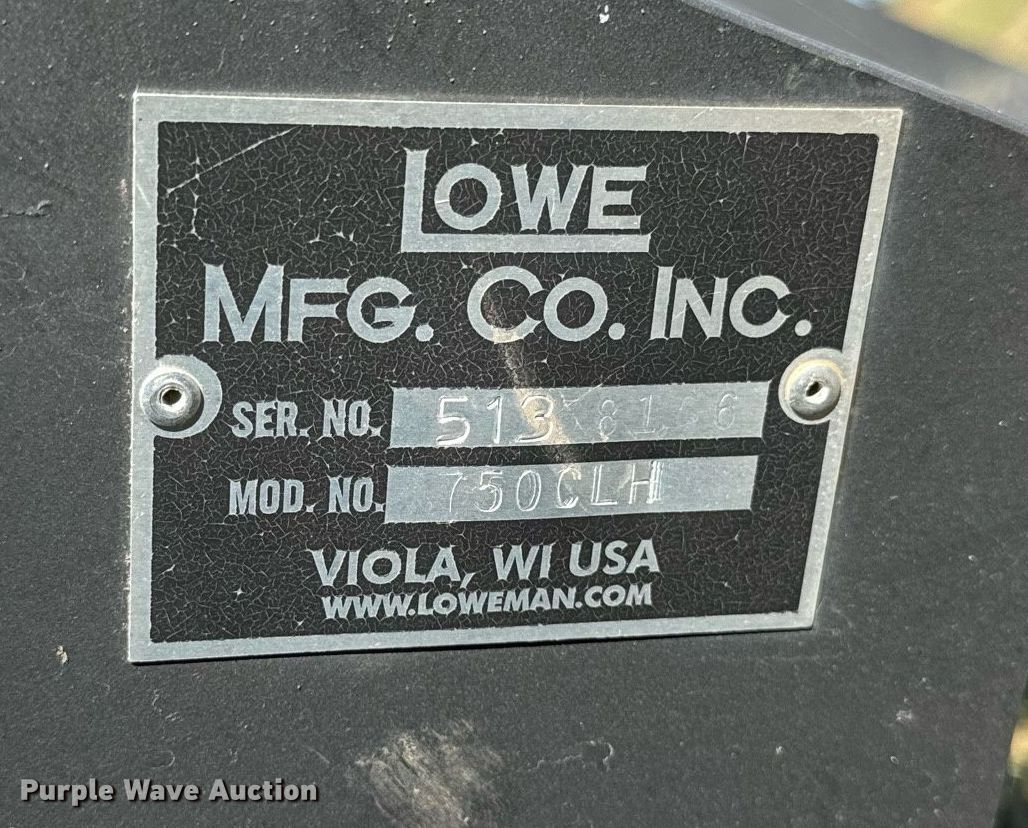 LOWE
MFG. CO. INC.
SER. NO.
MOD. NO. 750CLH
VIOLA, WI USA
WWW.LOWEMAN.COM
Purple Wave Auction